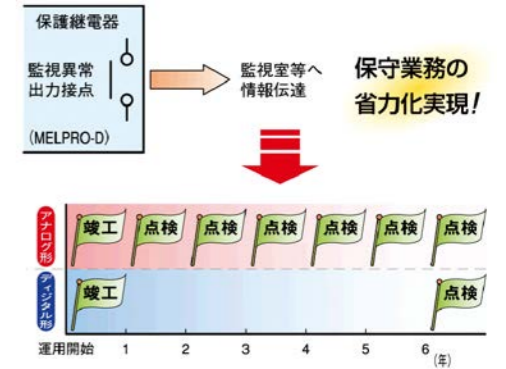 保護継電器
監視異常
出力接点
(MELPRO-D)
監視室等へ
情報伝達
保守業務の
省力化実現!
アナログ形
竣工 点検 点検 点検 点検 点検 点検
ディジタル形
竣工 点検
運用開始 1 2 3 4 5 6 (年)